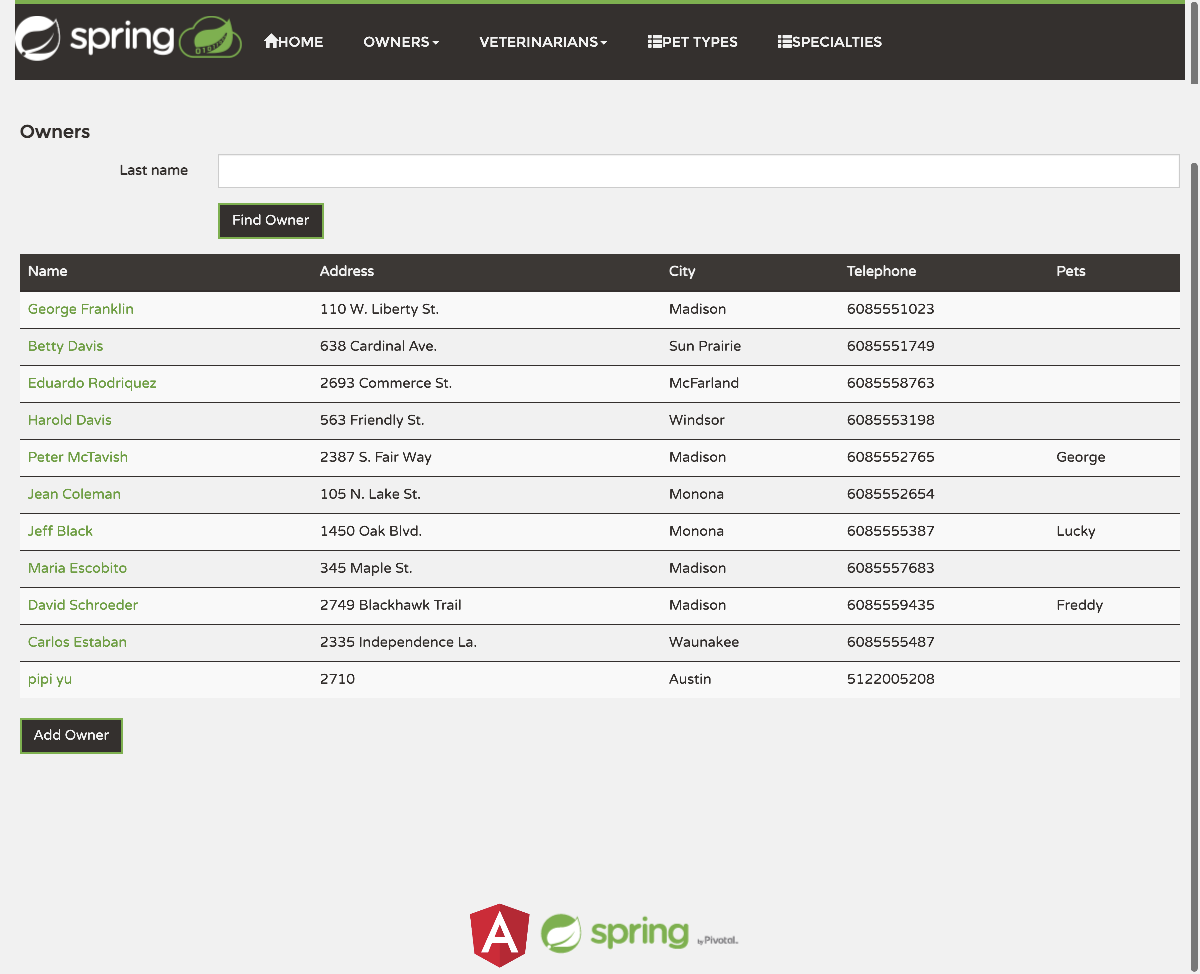 spring
HOME OWNERS VETERINARIANS PET TYPES SPECIALTIES
Owners
Last name
Find Owner
Name Address City Telephone Pets
George Franklin 110 W. Liberty St. Madison 6085551023
Betty Davis 638 Cardinal Ave. Sun Prairie 6085551749
Eduardo Rodriquez 2693 Commerce St. McFarland 6085558763
Harold Davis 563 Friendly St. Windsor 6085553198
Peter McTavish 2387 S. Fair Way Madison 6085552765 George
Jean Coleman 105 N. Lake St. Monona 6085552654
Jeff Black 1450 Oak Blvd. Monona 6085555387 Lucky
Maria Escobito 345 Maple St. Madison 6085557683
David Schroeder 2749 Blackhawk Trail Madison 6085559435 Freddy
Carlos Estaban 2335 Independence La. Waunakee 6085555487
pipi yu 2710 Austin 5122005208
Add Owner
A spring by Pivotal.